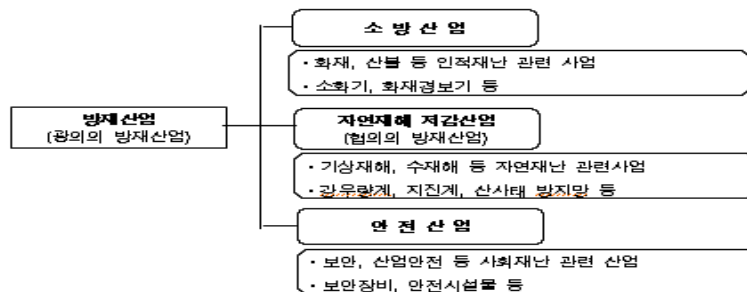 소 방 산 업
· 화재, 산불 등 인적재난 관련 사업
· 소화기, 화재경보기 등
방재산업
(광의의 방재산업)
자연재해 저감산업
(협의의 방재산업)
· 기상재해, 수재해 등 자연재난 관련사업
· 강우량계, 지진계, 산사태 방지망 등
안 전 산 업
· 보안, 산업안전 등 사회재난 관련 산업
· 보안장비, 안전시설물 등